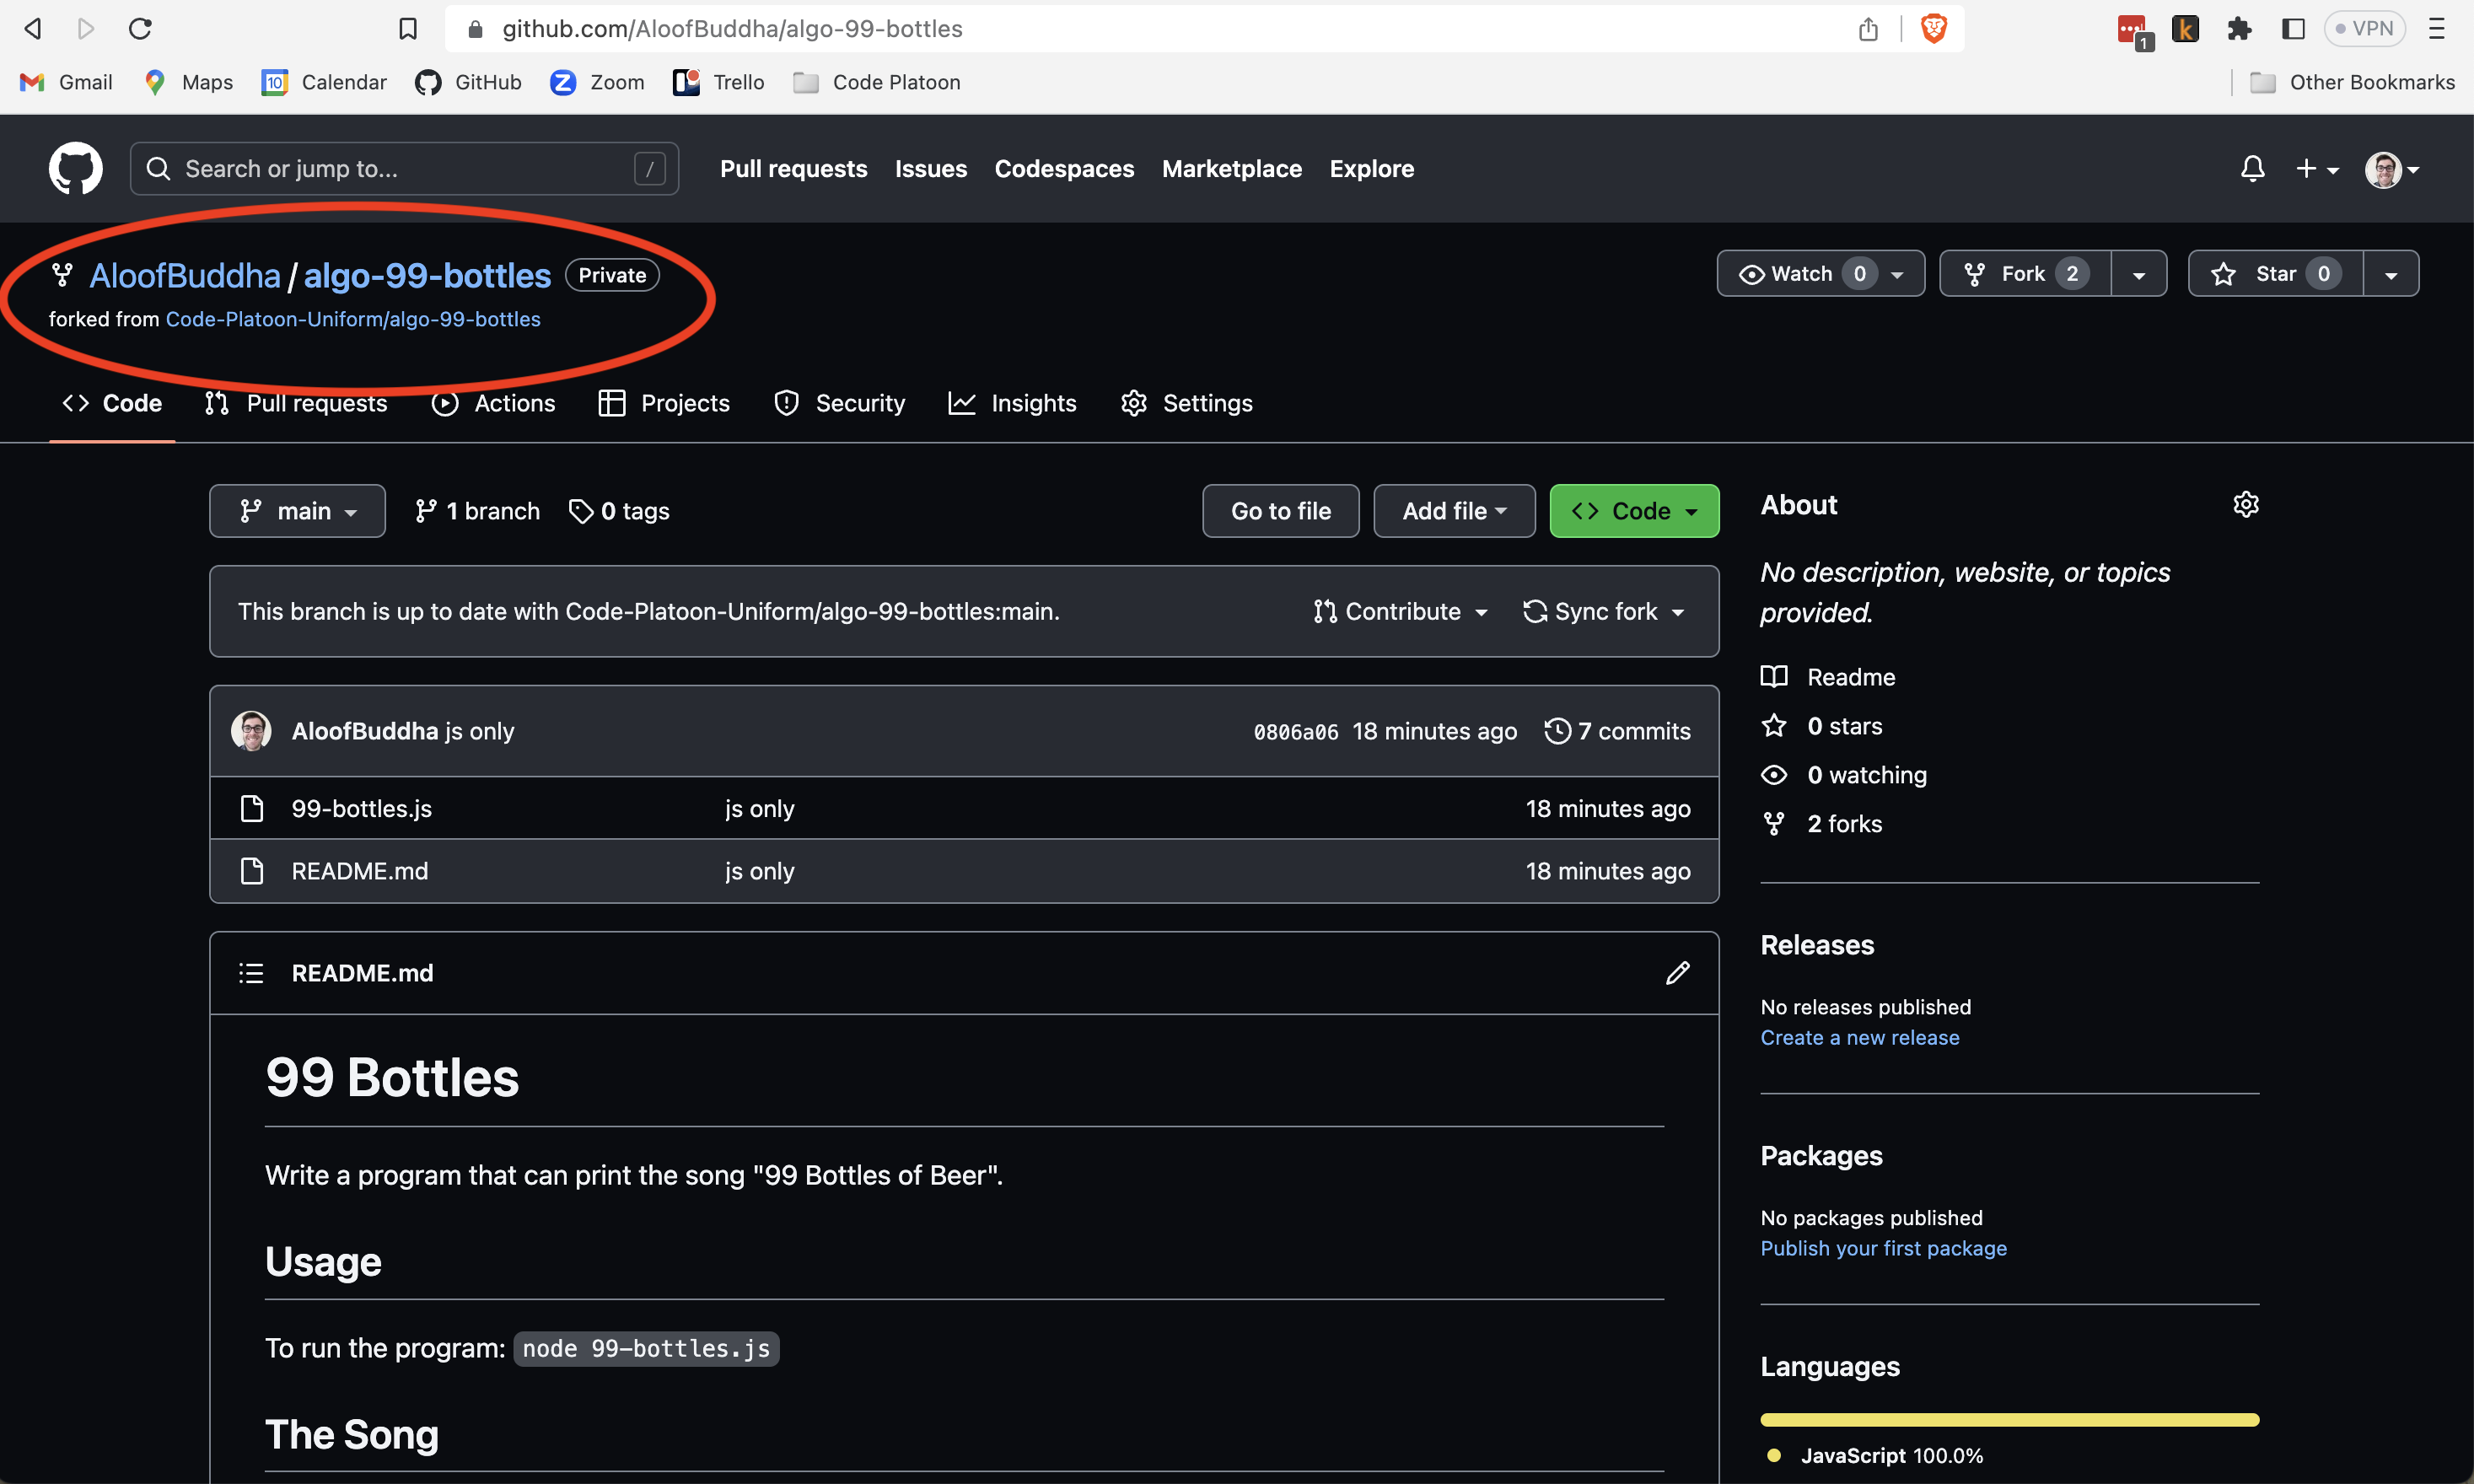 github.com/AloofBuddha/algo-99-bottles
1
k
VPN
Gmail
Maps
10
Calendar
GitHub
Z
Zoom
Trello
Code Platoon
Other Bookmarks
Search or jump to...
/
Pull requests
Issues
Codespaces
Marketplace
Explore
AloofBuddha / algo-99-bottles
Private
Watch 0
Fork 2
Star 0
forked from Code-Platoon-Uniform/algo-99-bottles
Code
Pull requests
Actions
Projects
Security
Insights
Settings
main
1 branch
0 tags
Go to file
Add file
Code
About
No description, website, or topics
provided.
This branch is up to date with Code-Platoon-Uniform/algo-99-bottles:main.
Contribute
Sync fork
Readme
0 stars
0 watching
2 forks
AloofBuddha js only
0806a06 18 minutes ago
7 commits
99-bottles.js
js only
18 minutes ago
README.md
js only
18 minutes ago
README.md
99 Bottles
Write a program that can print the song "99 Bottles of Beer".
Usage
To run the program: node 99-bottles.js
The Song
Releases
No releases published
Create a new release
Packages
No packages published
Publish your first package
Languages
JavaScript 100.0%